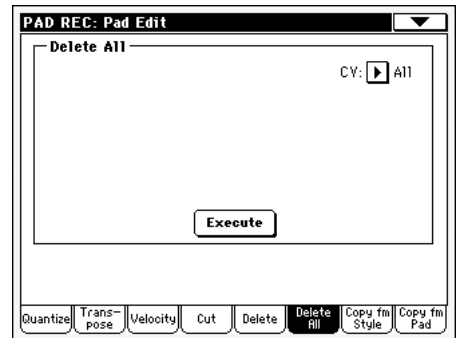 PAD REC: Pad Edit
Delete All
CV: All
Execute
Quantize Trans-pose Velocity Cut Delete Delete All Copy fm Style Copy fm Pad